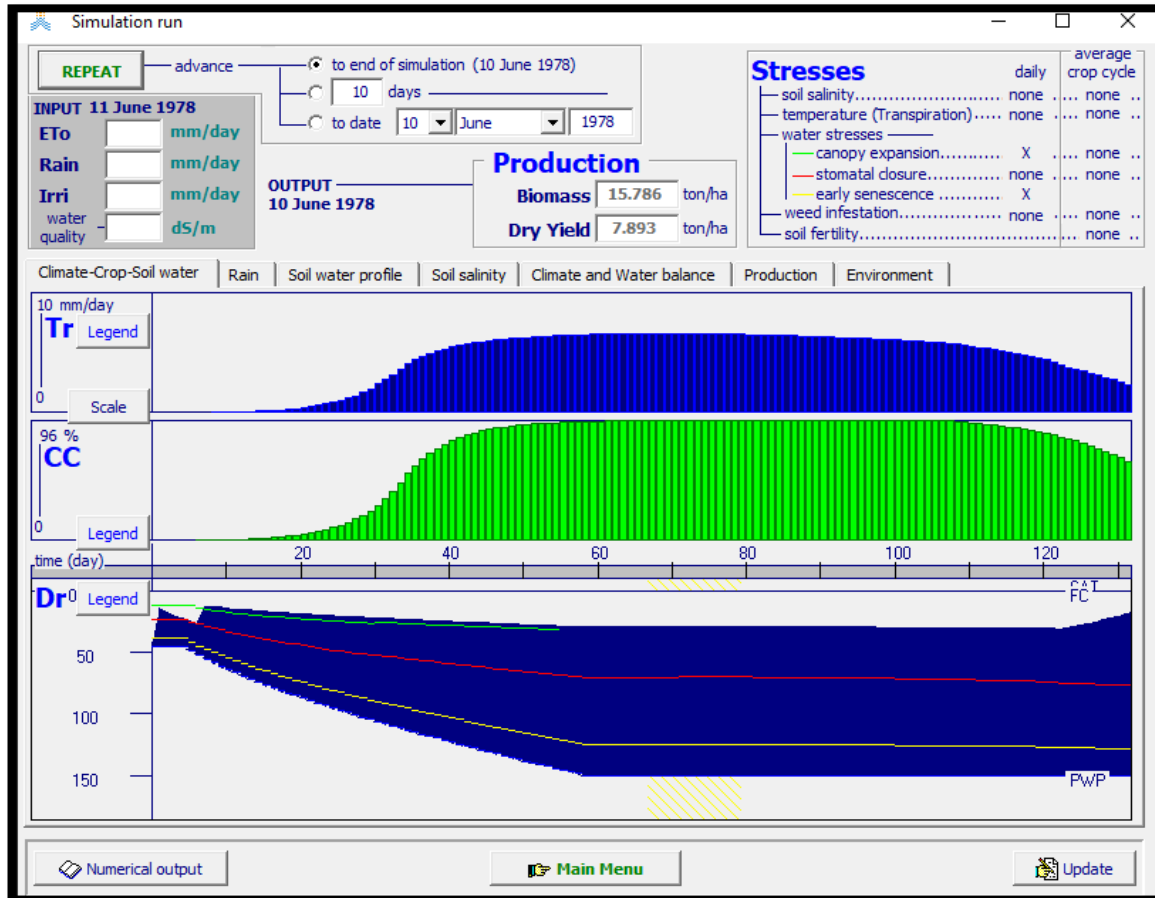 Simulation run
REPEAT
advance
to end of simulation (10 June 1978)
10 days
to date 10 June 1978
INPUT 11 June 1978
ETo mm/day
Rain mm/day
Irri mm/day
water quality dS/m
OUTPUT
10 June 1978
Production
Biomass 15.786 ton/ha
Dry Yield 7.893 ton/ha
Stresses daily average crop cycle
soil salinity........................ none .... none ..
temperature (Transpiration)..... none .... none ..
water stresses
canopy expansion............ X .... none ..
stomatal closure............. none .... none ..
early senescence ............ X
weed infestation.................. none .... none ..
soil fertility........................................ none ..
Climate-Crop-Soil water Rain Soil water profile Soil salinity Climate and Water balance Production Environment
10 mm/day
Tr Legend
0
Scale
96 %
CC
0
Legend
time (day) 20 40 60 80 100 120
Dr 0 Legend
SAT
FC
50
100
150
PWP
Numerical output
Main Menu
Update